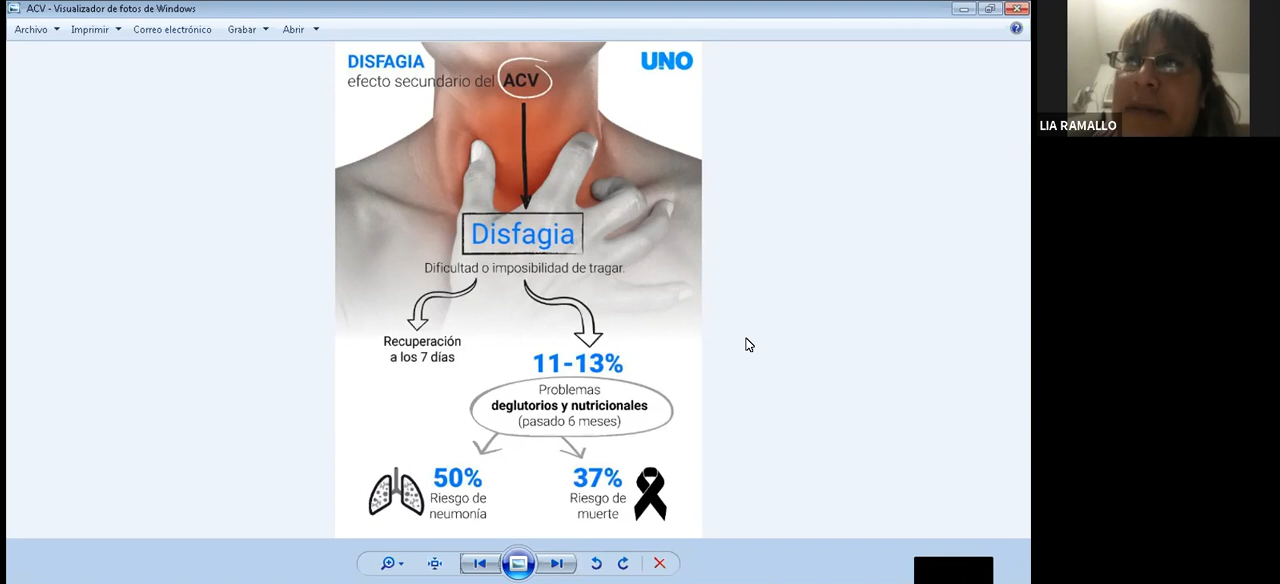 ACV - Visualizador de fotos de Windows
Archivo Imprimir Correo electrónico Grabar Abrir
DISFAGIA
efecto secundario del ACV
UNO
Disfagia
Dificultad o imposibilidad de tragar.
Recuperación
a los 7 días
11-13%
Problemas
deglutorios y nutricionales
(pasado 6 meses)
50%
Riesgo de
neumonía
37%
Riesgo de
muerte
LIA RAMALLO